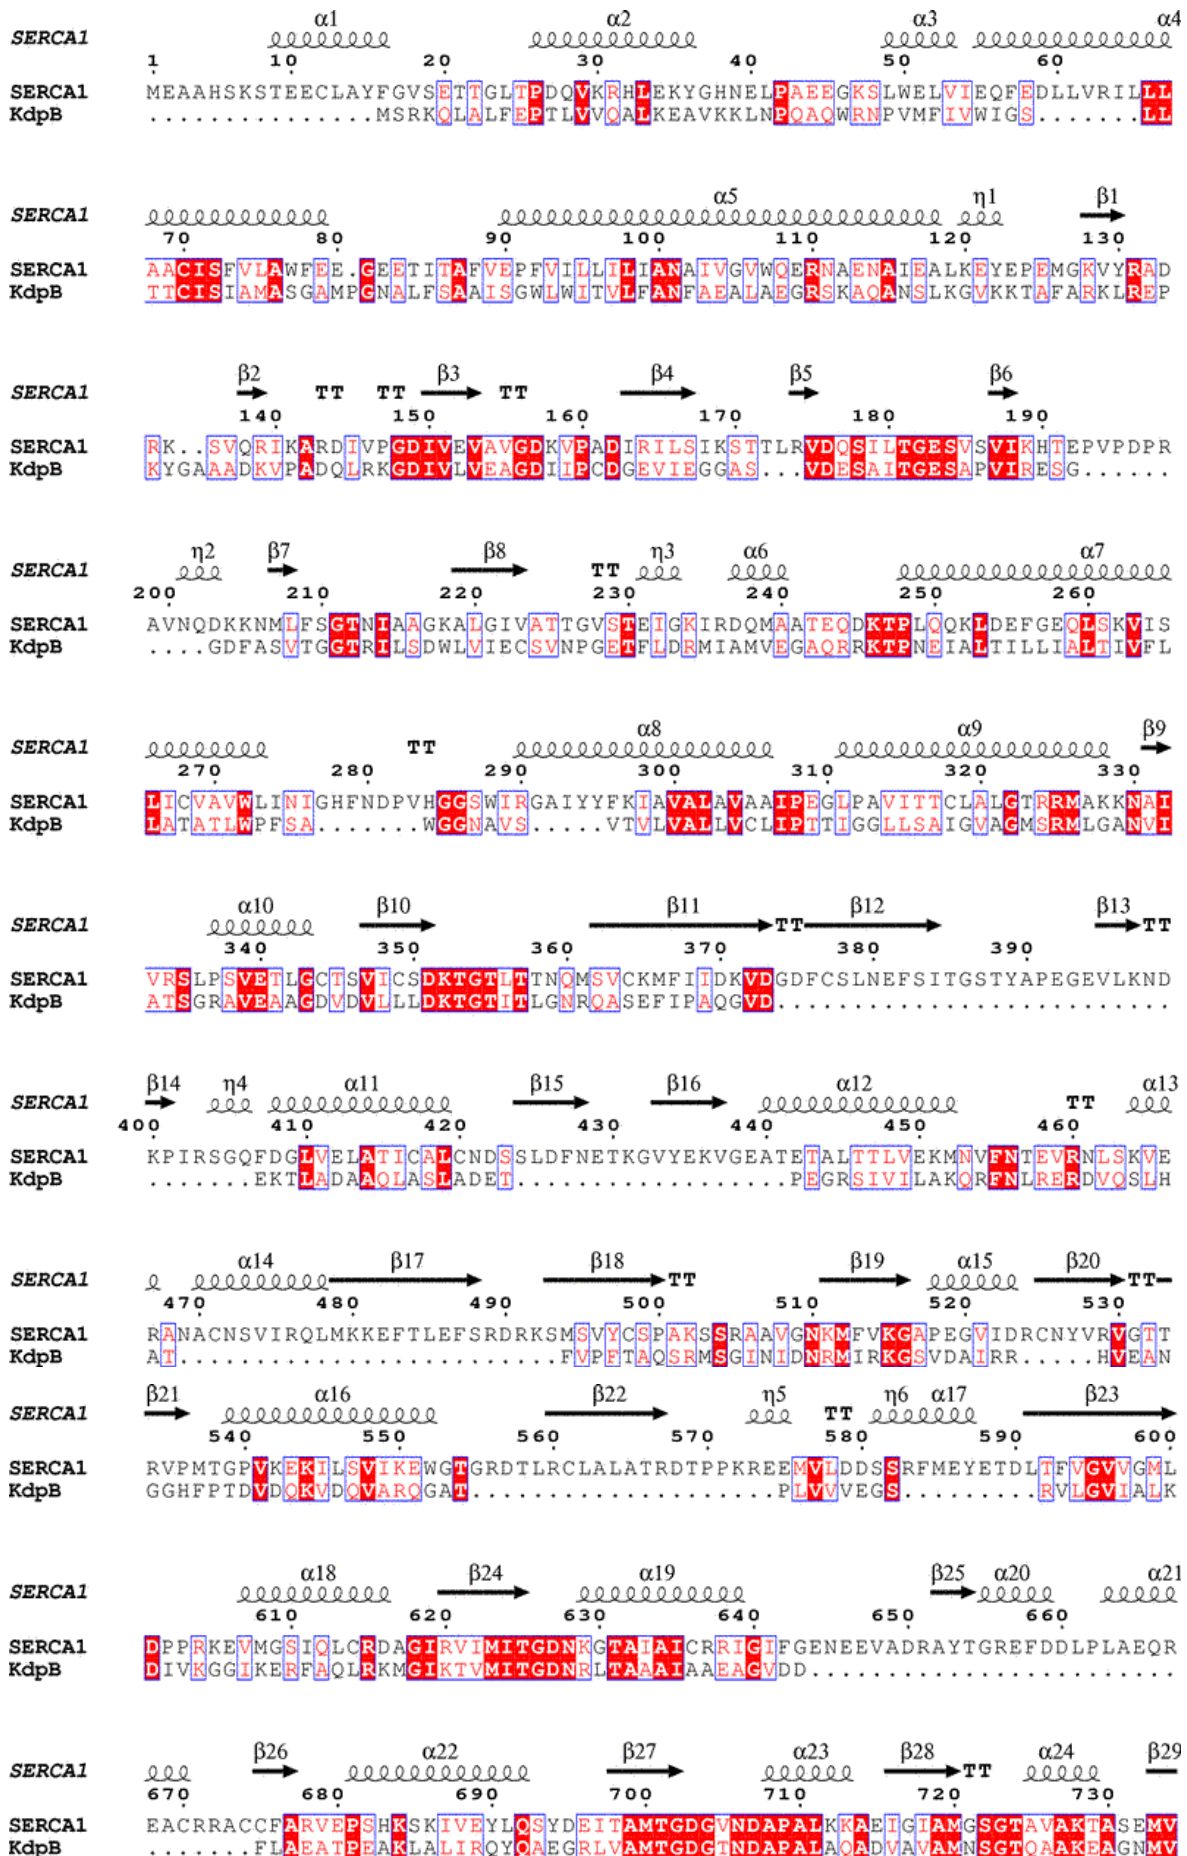 α1 α2 α3 α4
SERCA1
1 10 20 30 40 50 60
SERCA1 MEAAHSKSTEECLAYFGVSETTGLTPDQVKRHLEKYGHNELPAEEGKSLWELVIEQFEDLLVRILLL
KdpB ...............MSRKQLALFEPTLVVQALKEAVKKLNPQAQWRNPVMFIVWIGS.......LL
α5 η1 β1
SERCA1
70 80 90 100 110 120 130
SERCA1 AACISFVLAWFEE.GEETITAFVEPFVILLILIANAIVGVWQERNAENAIEALKEYEPEMGKVYRAD
KdpB TTCISIAMASGAMPGNALFSAAISGWLWITVLFANFAEALAEGRSKAQANSLKGVKKTAFARKLREP
β2 TT TT β3 TT β4 β5 β6
SERCA1
140 150 160 170 180 190
SERCA1 RK..SVQRIKARDIVPGDIVEVAVGDKVPADIRILSIKSTTLRVDQSILTGESVSVIKHTEPVPDPR
KdpB KYGAAADKVPADQLRKGDIVLVEAGDIIPCDGEVIEGGAS...VDESAITGESAPVIRESG......
η2 β7 β8 TT η3 α6 α7
SERCA1
200 210 220 230 240 250 260
SERCA1 AVNQDKKNMLFSGTNIAAGKALGIVATTGVSTEIGKIRDQMAATEQDKTPLQQKLDEFGEQLSKVIS
KdpB ....GDFASVTGGTRILSDWLVIECSVNPGETFLDRMIAMVEGAQRRKTPNEIALTILLIALTIVFL
TT α8 α9 β9
SERCA1
270 280 290 300 310 320 330
SERCA1 LICVAVWLINIGHFNDPVHGGSWIRGAIYYFKIAVALAVAAIPEGLPAVITTCLALGTRRMAKKNAI
KdpB LATATLWPFSA.......WGGNAVS.....VTVLVALLVCLIPTTIGGLLSAIGVAGMSRMLGANVI
α10 β10 β11 TT β12 β13 TT
SERCA1
340 350 360 370 380 390
SERCA1 VRSLPSVETLGCTSVICSDKTGTLTTNQMSVCKMFIIDKVDGDFCSLNEFSITGSTYAPEGEVLKND
KdpB ATSGRAVEAAGDVDVLLLDKTGTITLGNRQASEFIPAQGVD..........................
β14 η4 α11 β15 β16 α12 TT α13
SERCA1
400 410 420 430 440 450 460
SERCA1 KPIRSGQFDGLVELATICALCNDSSLDFNETKGVYEKVGEATETALTTLVEKMNVFNTEVRNLSKVE
KdpB .......EKTLADAAQLASLADET..................PEGRSIVILAKQRFNLRERDVQSLH
α14 β17 β18 TT β19 α15 β20 TT
SERCA1
470 480 490 500 510 520 530
SERCA1 RANACNSVIRQLMKKEFTLEFSRDRKSMSVYCSPAKSSRAAVGNKMFVKGAPEGVIDRCNYVRVGTT
KdpB AT.........................FVPFTAQSRMSGINIDNRMIRKGSVDAIRR.....HVEAN
β21 α16 β22 η5 TT η6 α17 β23
SERCA1
540 550 560 570 580 590 600
SERCA1 RVPMTGPVKEKILSVIKEWGTGRDTLRCLALATRDTPPKREEMVLDDSSRFMEYETDLTFVGVVGML
KdpB GGHFPTDVDQKVDQVARQGAT....................PLVVVEGS.........RVLGVIALK
α18 β24 α19 β25 α20 α21
SERCA1
610 620 630 640 650 660
SERCA1 DPPRKEVMGSIQLCRDAGIRVIMITGDNKGTAIAICRRIGIFGENEEVADRAYTGREFDDLPLAEQR
KdpB DIVKGGIKERFAQLRKMGIKTVMITGDNRLTAAAIAAEAGVDD........................
β26 α22 β27 α23 β28 TT α24 β29
SERCA1
670 680 690 700 710 720 730
SERCA1 EACRRACCFARVEPSHKSKIVEYLQSYDEITAMTGDGVNDAPALKKAEIGIAMGSGTAVAKTASEMV
KdpB .......FLAEATPEAKLALIRQYQAEGRLVAMTGDGTNDAPALAQADVAVAMNSGTQAAKEAGNMV